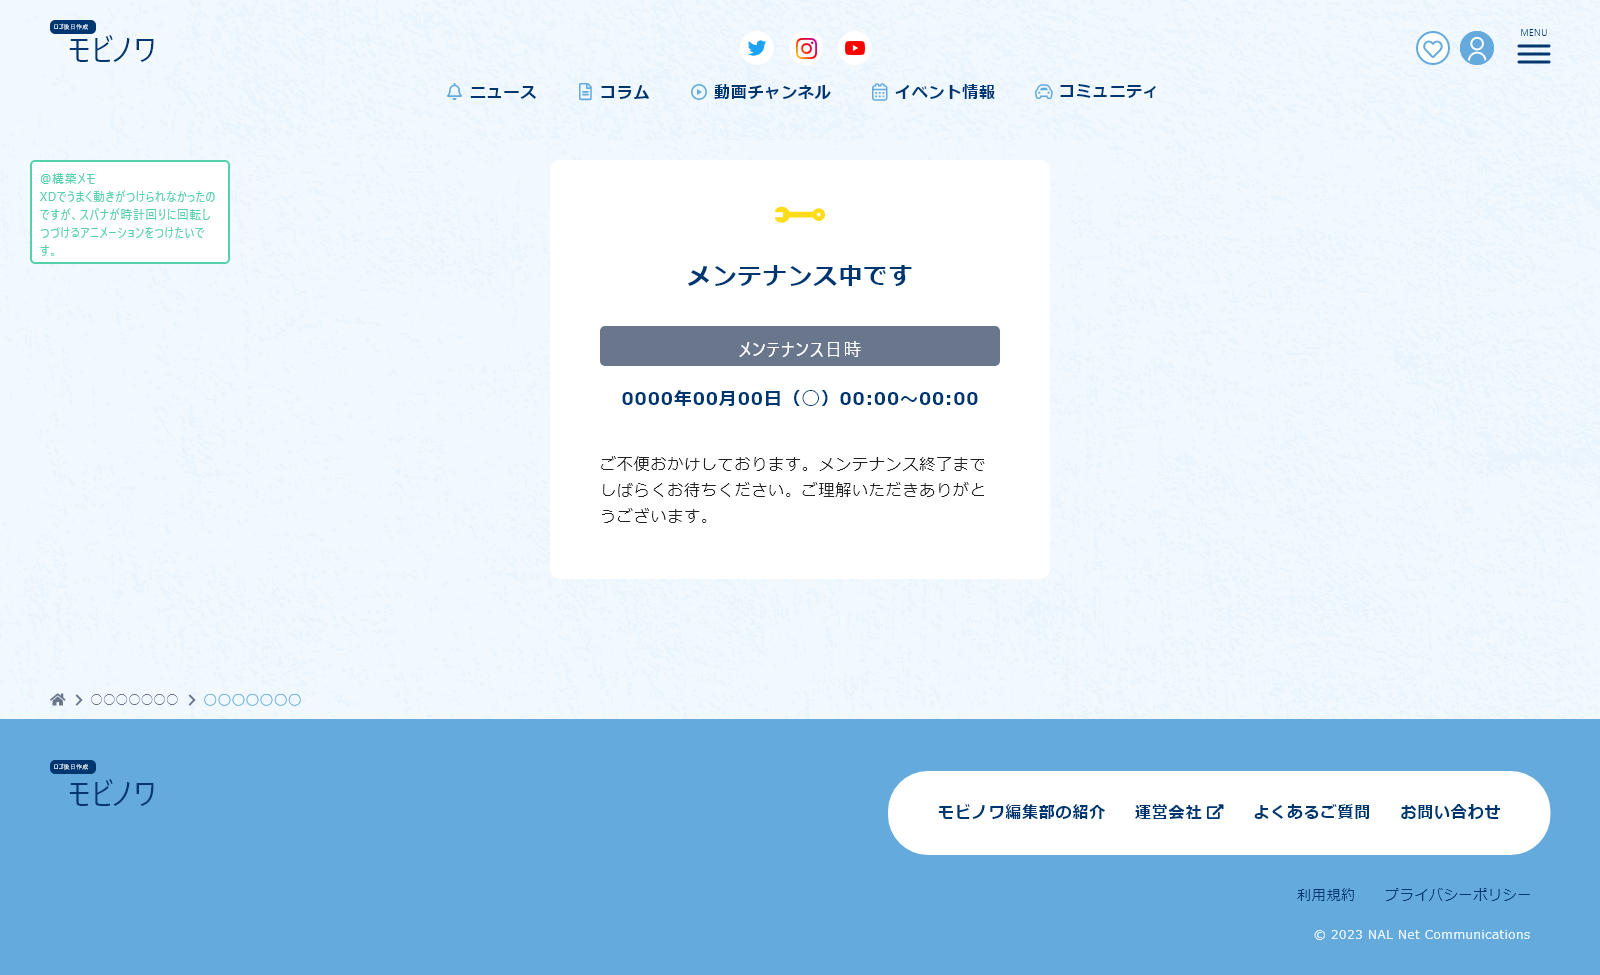 ロゴ後日作成
モビノワ
MENU
ニュース
コラム
動画チャンネル
イベント情報
コミュニティ
@構築メモ
XDでうまく動きがつけられなかったの
ですが、スパナが時計回りに回転し
つづけるアニメーションをつけたいで
す。
メンテナンス中です
メンテナンス日時
0000年00月00日（○）00:00〜00:00
ご不便おかけしております。メンテナンス終了まで
しばらくお待ちください。ご理解いただきありがと
うございます。
○○○○○○○
○○○○○○○
ロゴ後日作成
モビノワ
モビノワ編集部の紹介
運営会社
よくあるご質問
お問い合わせ
利用規約
プライバシーポリシー
© 2023 NAL Net Communications